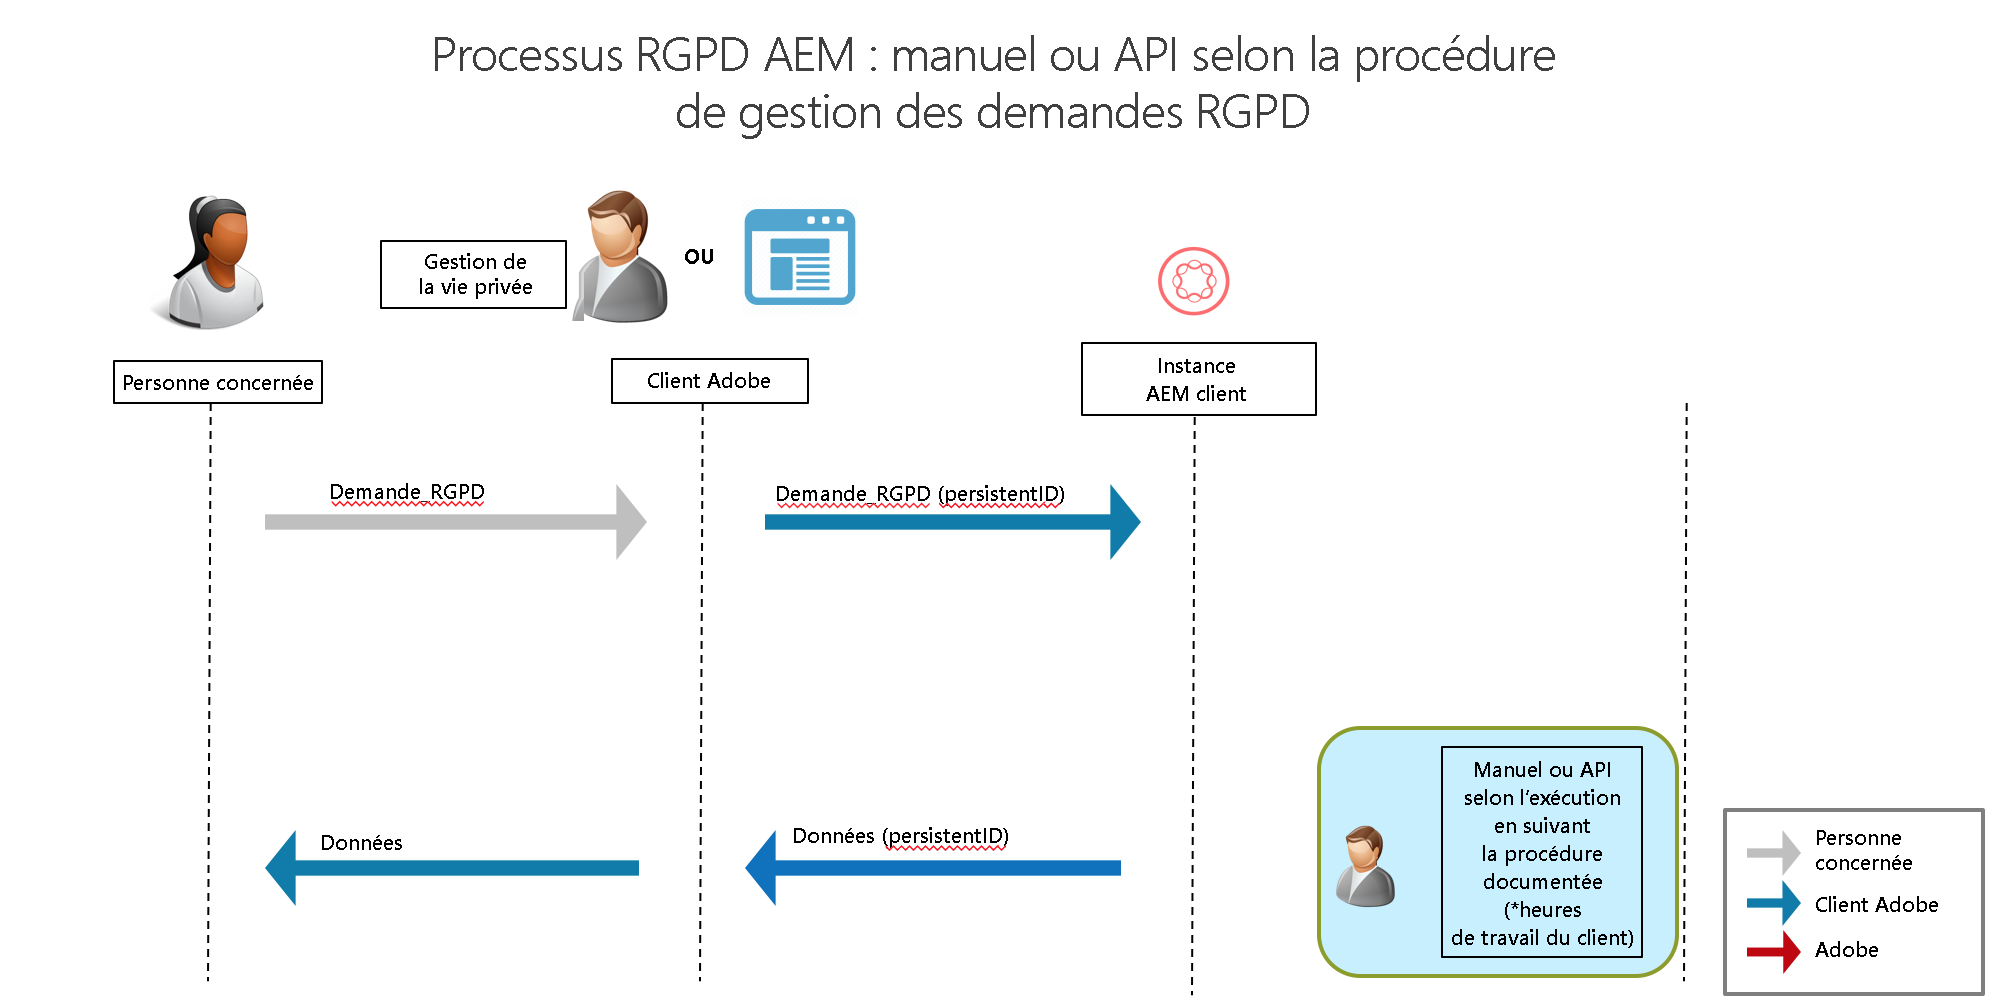 Processus RGPD AEM : manuel ou API selon la procédure
de gestion des demandes RGPD
Gestion de
la vie privée
OU
Personne concernée
Client Adobe
Instance
AEM client
Demande_RGPD
Demande_RGPD (persistentID)
Données
Données (persistentID)
Manuel ou API
selon l'exécution
en suivant
la procédure
documentée
(*heures
de travail du client)
Personne
concernée
Client Adobe
Adobe